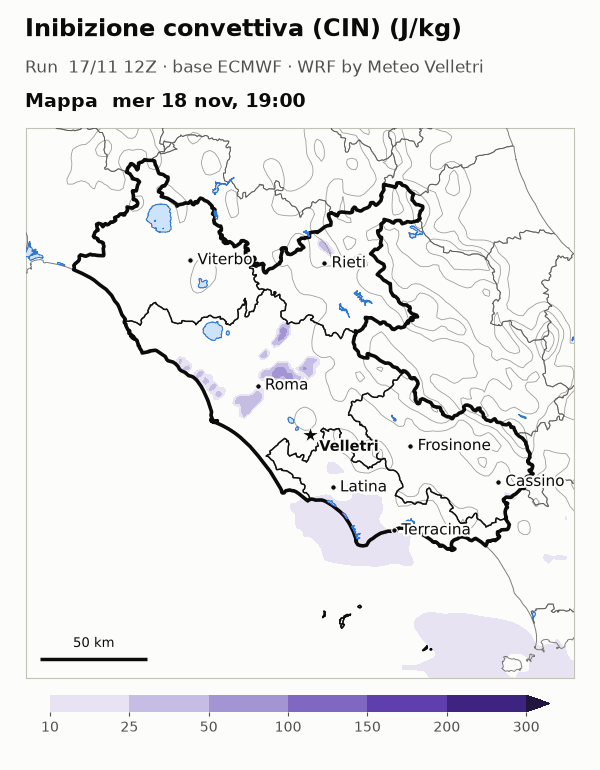 Inibizione convettiva (CIN) (J/kg)
Run  17/11 12Z · base ECMWF · WRF by Meteo Velletri
Mappa  mer 18 nov, 19:00
Viterbo
Rieti
Roma
Velletri
Frosinone
Latina
Cassino
Terracina
50 km
10 25 50 100 150 200 300